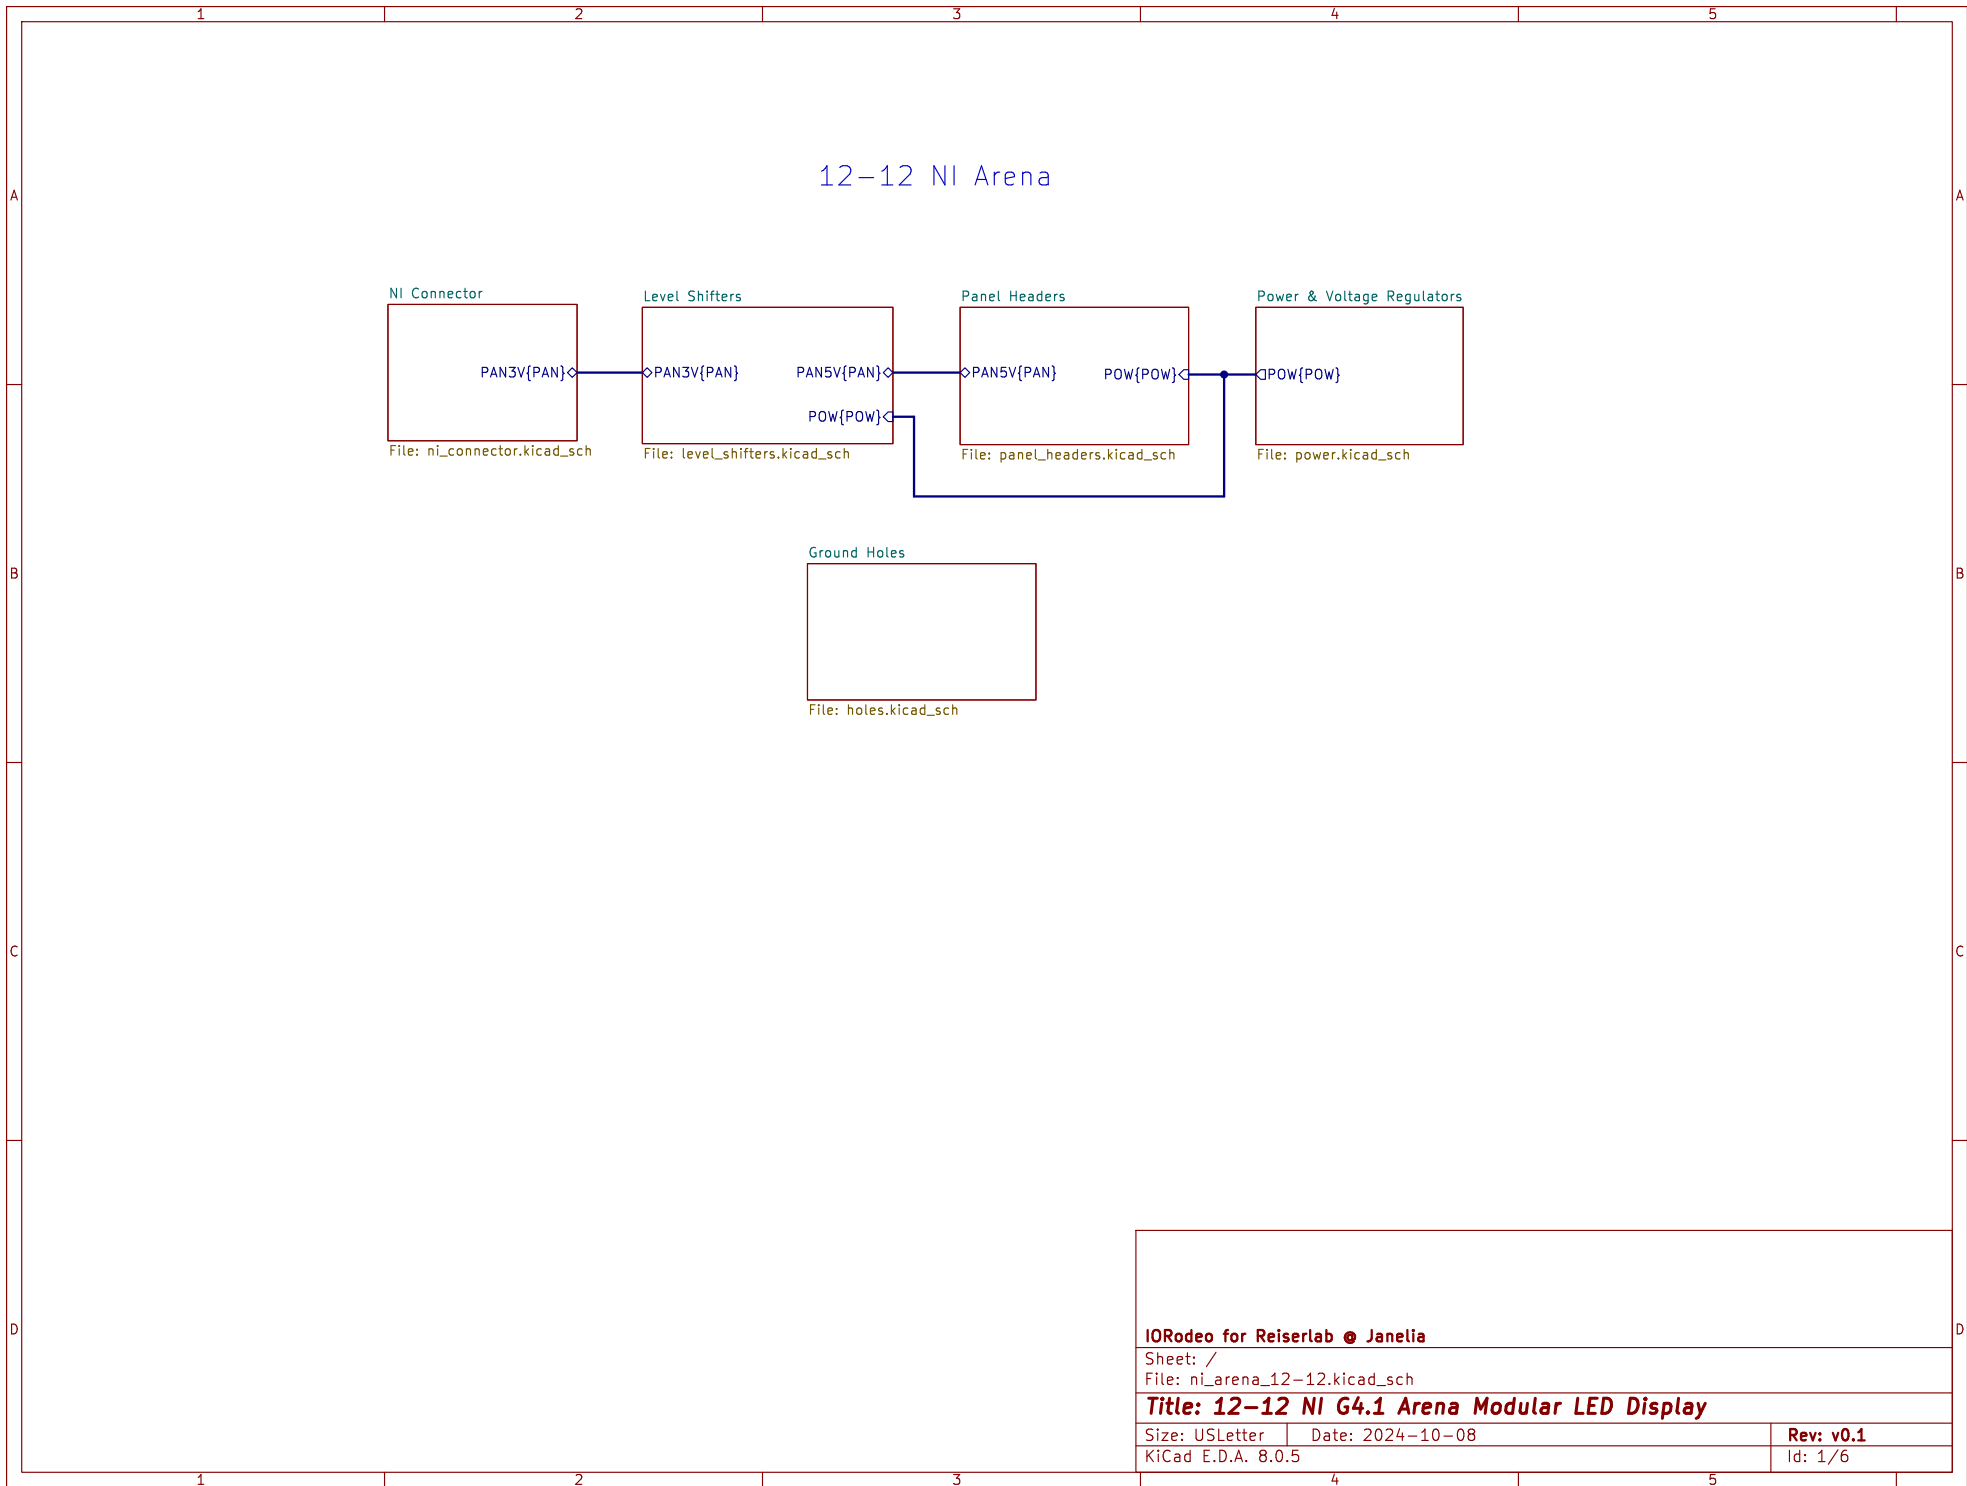 1 2 3 4 5
12-12 NI Arena
A A
NI Connector
Level Shifters
Panel Headers
Power & Voltage Regulators
PAN3V{PAN}
PAN3V{PAN}
PAN5V{PAN}
PAN5V{PAN}
POW{POW}
POW{POW}
POW{POW}
File: ni_connector.kicad_sch
File: level_shifters.kicad_sch
File: panel_headers.kicad_sch
File: power.kicad_sch
Ground Holes
B B
File: holes.kicad_sch
C C
D D
IORodeo for Reiserlab @ Janelia
Sheet: /
File: ni_arena_12-12.kicad_sch
Title: 12-12 NI G4.1 Arena Modular LED Display
Size: USLetter
Date: 2024-10-08
Rev: v0.1
KiCad E.D.A. 8.0.5
Id: 1/6
1 2 3 4 5